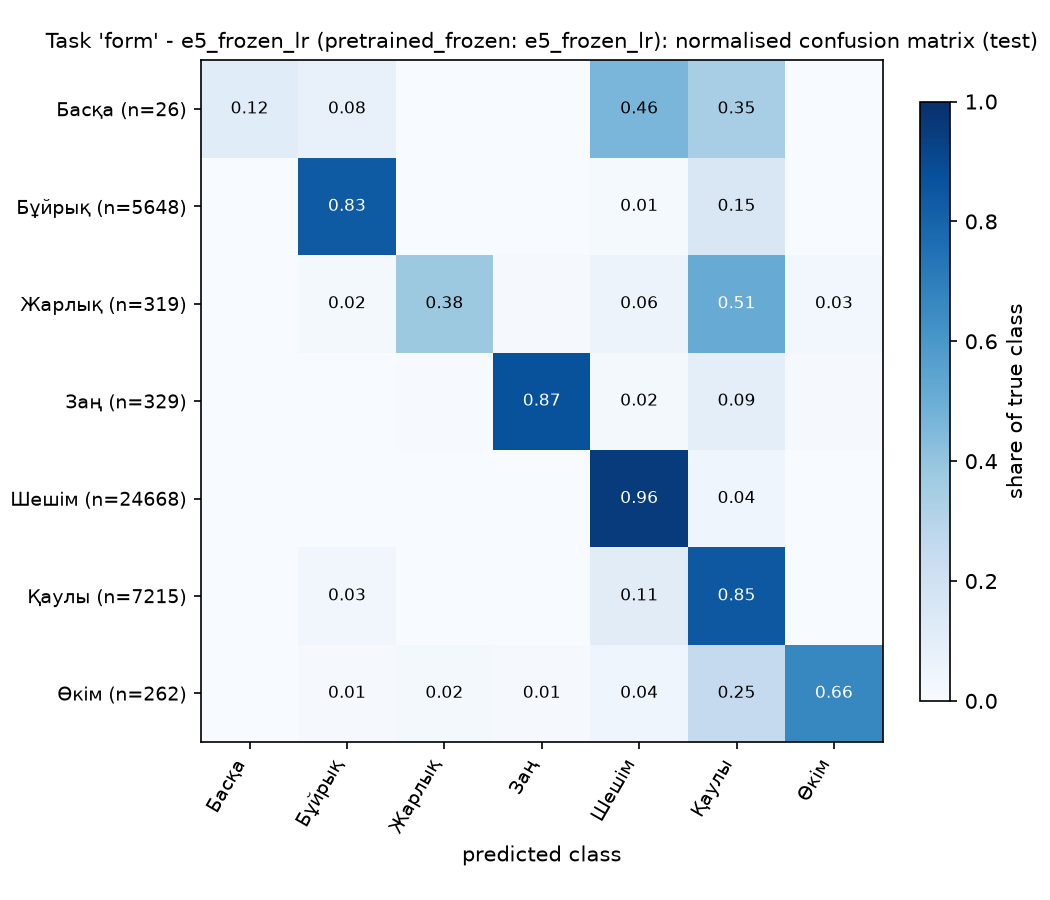 Task 'form' - e5_frozen_lr (pretrained_frozen: e5_frozen_lr): normalised confusion matrix (test)
Басқа (n=26) 0.12 0.08 0.46 0.35
Бұйрық (n=5648) 0.83 0.01 0.15
Жарлық (n=319) 0.02 0.38 0.06 0.51 0.03
Заң (n=329) 0.87 0.02 0.09
Шешім (n=24668) 0.96 0.04
Қаулы (n=7215) 0.03 0.11 0.85
Өкім (n=262) 0.01 0.02 0.01 0.04 0.25 0.66
Басқа Бұйрық Жарлық Заң Шешім Қаулы Өкім
predicted class
1.0
0.8
0.6
0.4
0.2
0.0
share of true class